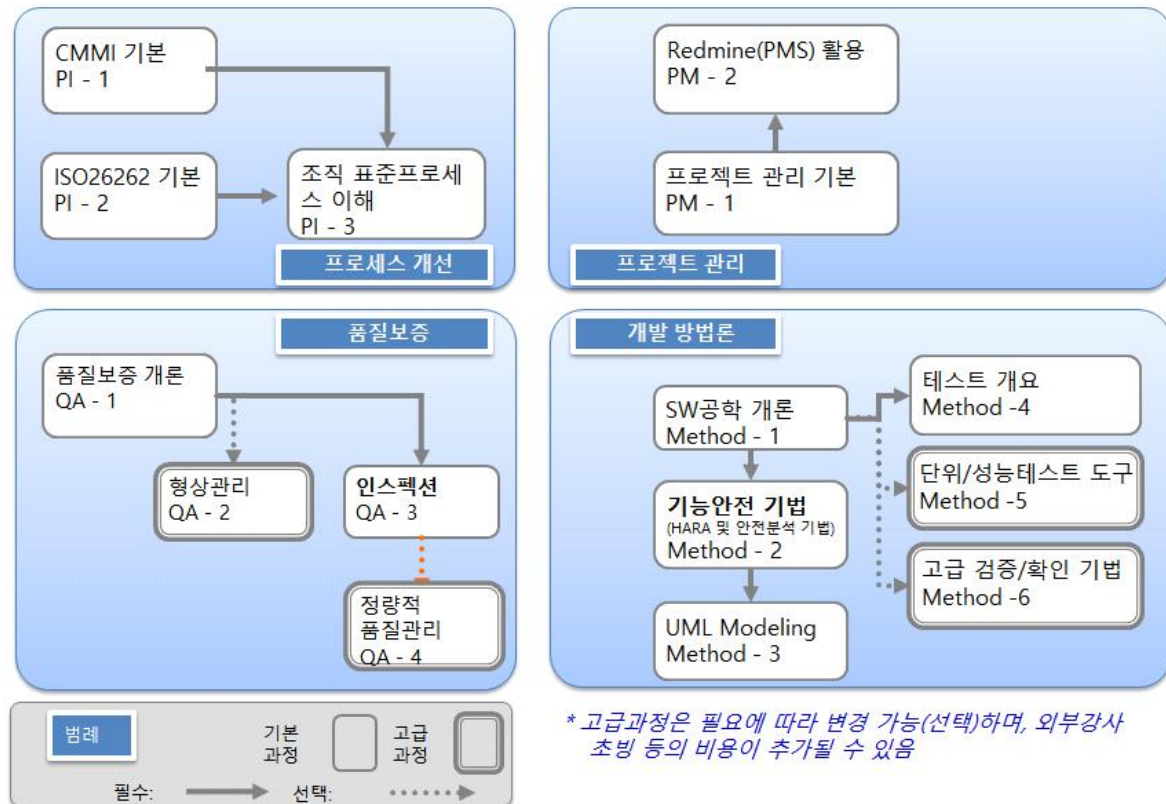 CMMI 기본
PI - 1
ISO26262 기본
PI - 2
조직 표준프로세
스 이해
PI - 3
프로세스 개선
Redmine(PMS) 활용
PM - 2
프로젝트 관리 기본
PM - 1
프로젝트 관리
품질보증
품질보증 개론
QA - 1
형상관리
QA - 2
인스펙션
QA - 3
정량적
품질관리
QA - 4
개발 방법론
SW공학 개론
Method - 1
기능안전 기법
(HARA 및 안전분석 기법)
Method - 2
UML Modeling
Method - 3
테스트 개요
Method -4
단위/성능테스트 도구
Method -5
고급 검증/확인 기법
Method -6
범례
기본
과정
고급
과정
필수:
선택:
* 고급과정은 필요에 따라 변경 가능(선택)하며, 외부강사
초빙 등의 비용이 추가될 수 있음